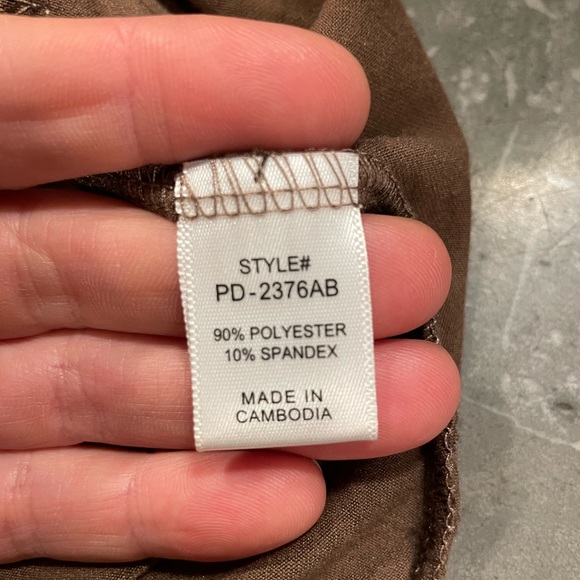 STYLE#
PD-2376AB
90% POLYESTER
10% SPANDEX
MADE IN
CAMBODIA